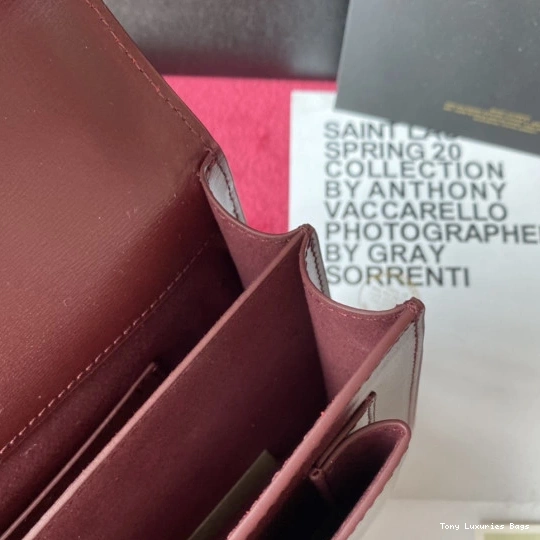 SAINT LAU
SPRING 20
COLLECTION
BY ANTHONY
VACCARELLO
PHOTOGRAPHE
BY GRAY
SORRENTI
Tony Luxuries Bags